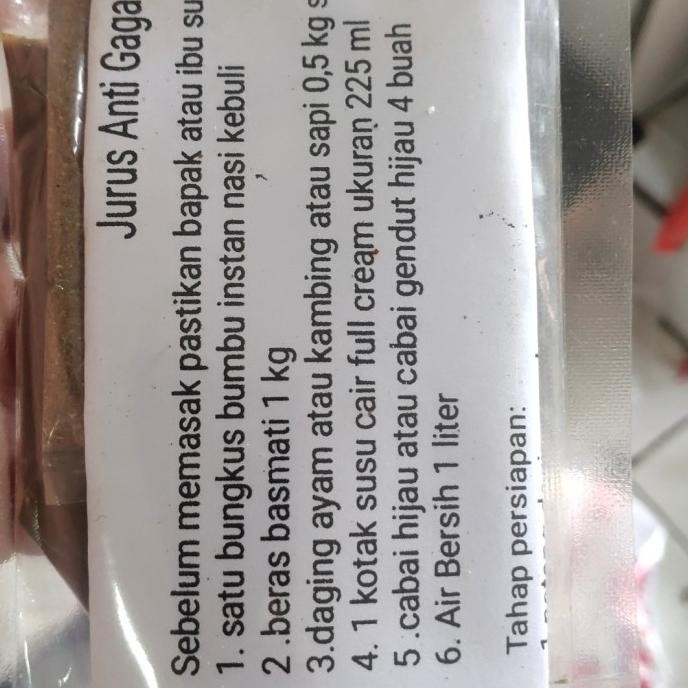 Jurus Anti Gaga
Sebelum memasak pastikan bapak atau ibu su
1. satu bungkus bumbu instan nasi kebuli
2 .beras basmati 1 kg
3.daging ayam atau kambing atau sapi 0,5 kg s
4. 1 kotak susu cair full cream ukuran 225 ml
5 .cabai hijau atau cabai gendut hijau 4 buah
6. Air Bersih 1 liter
Tahap persiapan: